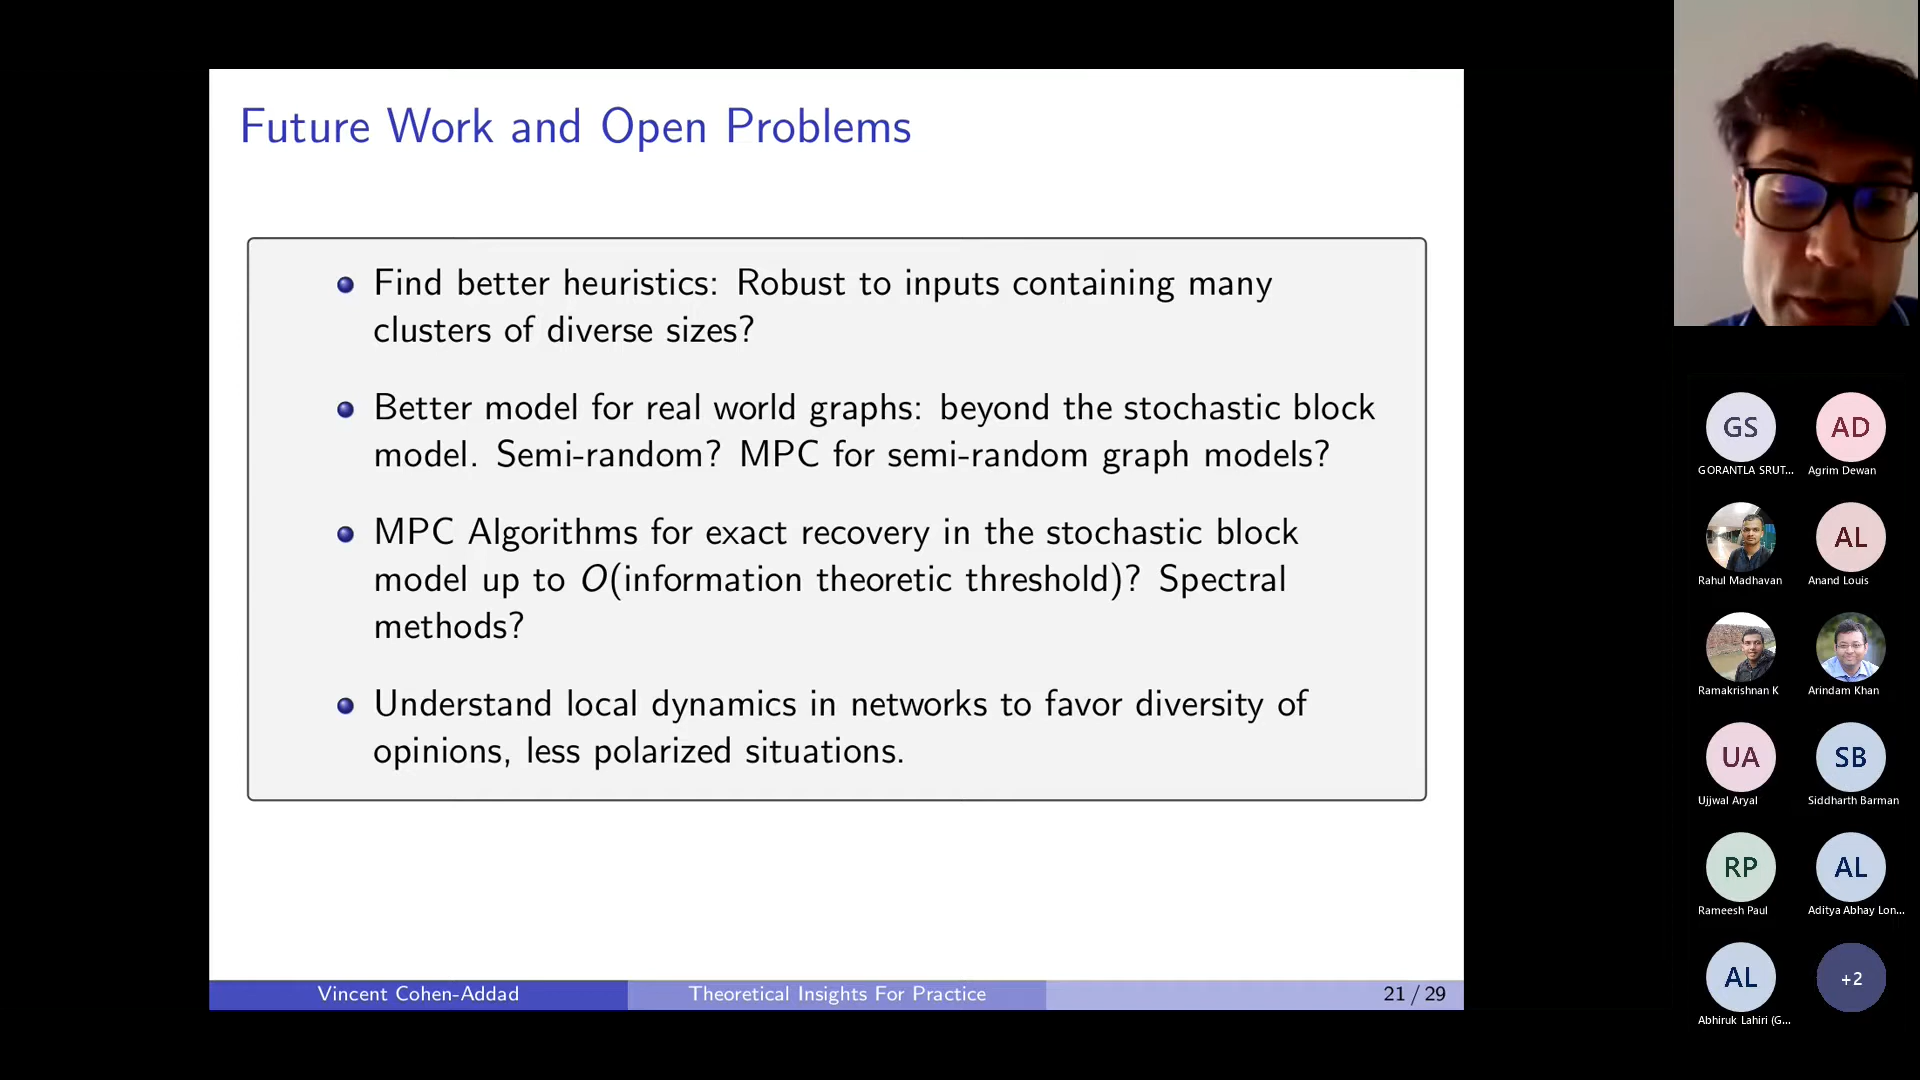 Future Work and Open Problems
Find better heuristics: Robust to inputs containing many
clusters of diverse sizes?
Better model for real world graphs: beyond the stochastic block
model. Semi-random? MPC for semi-random graph models?
MPC Algorithms for exact recovery in the stochastic block
model up to O(information theoretic threshold)? Spectral
methods?
Understand local dynamics in networks to favor diversity of
opinions, less polarized situations.
Vincent Cohen-Addad
Theoretical Insights For Practice
21 / 29
GS
AD
GORANTLA SRUT...
Agrim Dewan
AL
Rahul Madhavan
Anand Louis
Ramakrishnan K
Arindam Khan
UA
SB
Ujjwal Aryal
Siddharth Barman
RP
AL
Rameesh Paul
Aditya Abhay Lon...
AL
+2
Abhiruk Lahiri (G...